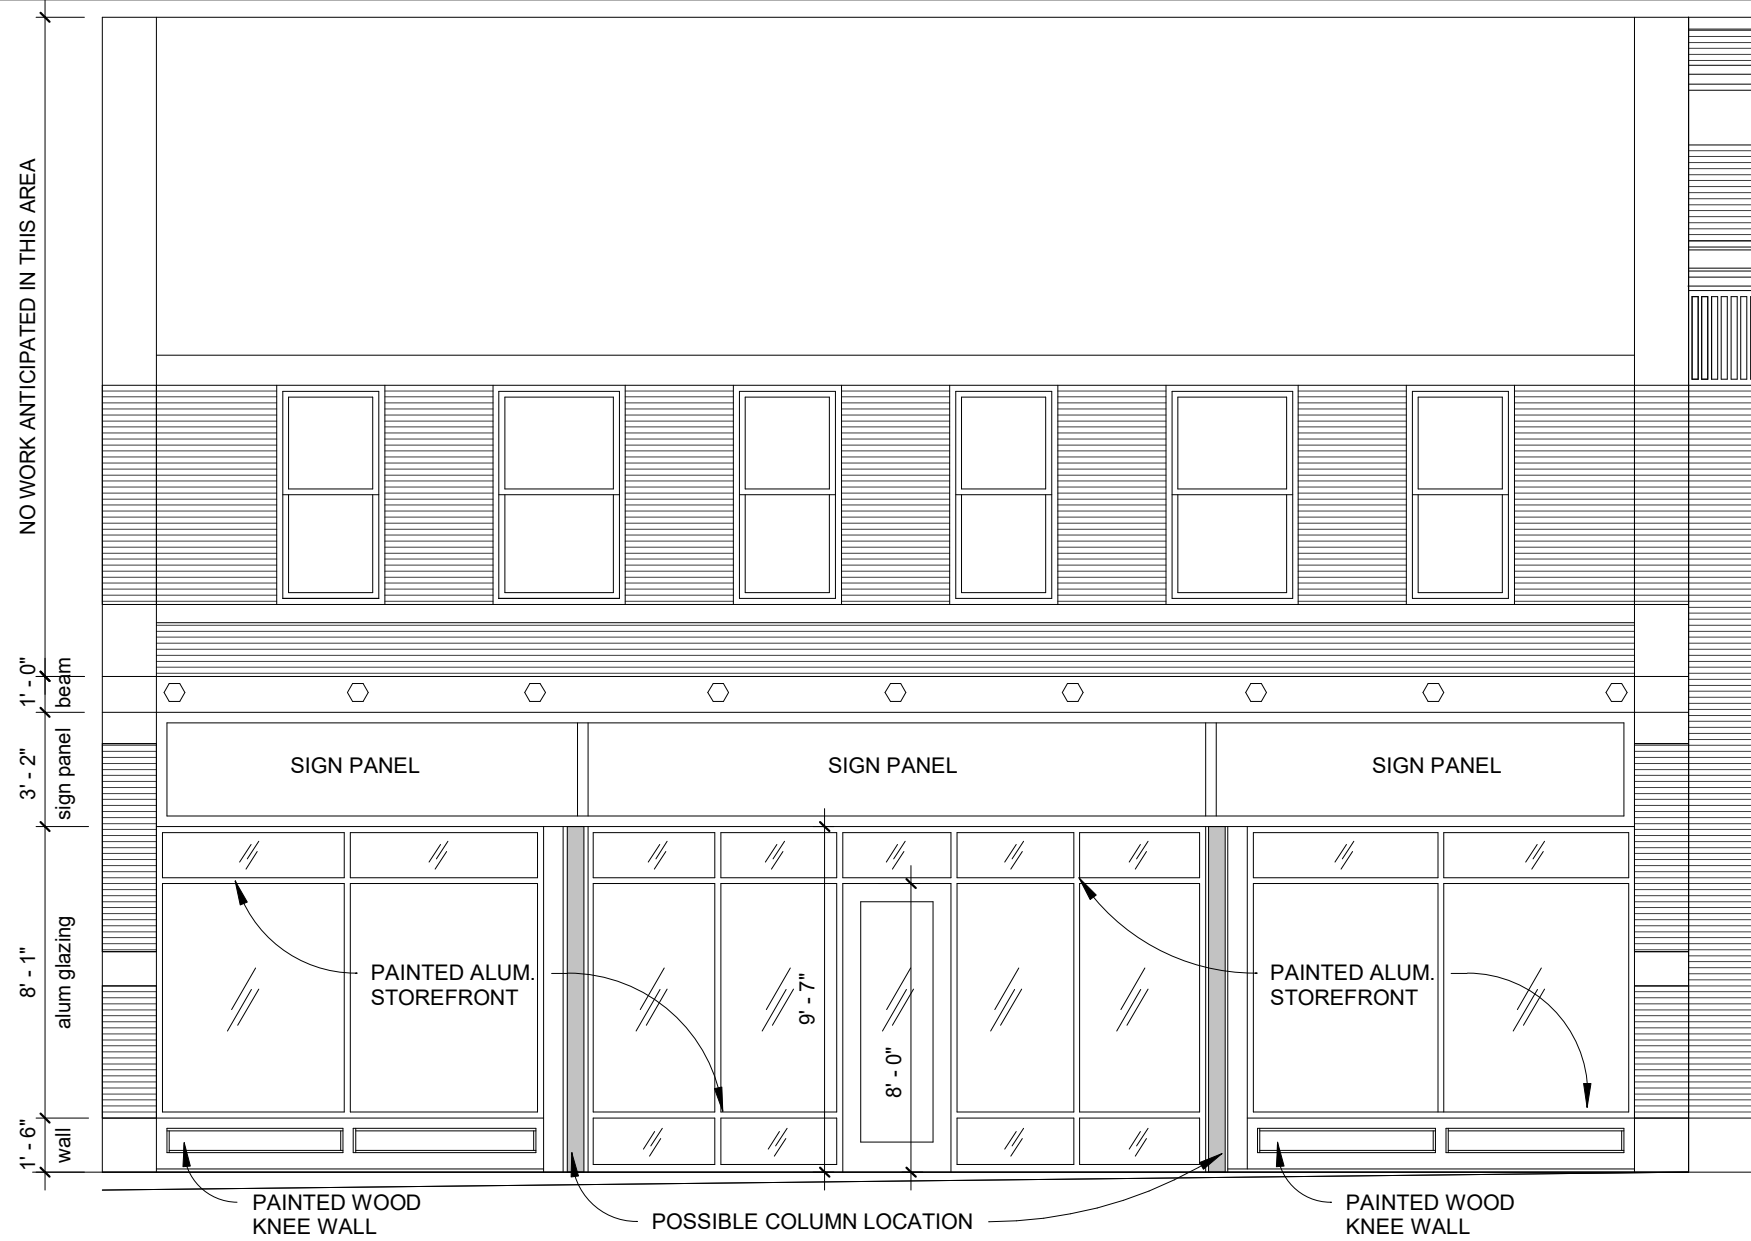 NO WORK ANTICIPATED IN THIS AREA
1' - 0"
beam
3' - 2"
sign panel
8' - 1"
alum glazing
1' - 6"
wall
SIGN PANEL
SIGN PANEL
SIGN PANEL
PAINTED ALUM.
STOREFRONT
9' - 7"
8' - 0"
PAINTED ALUM.
STOREFRONT
PAINTED WOOD
KNEE WALL
POSSIBLE COLUMN LOCATION
PAINTED WOOD
KNEE WALL